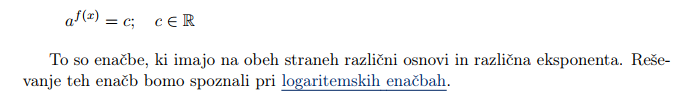 a^{f(x)} = c; c ∈ ℝ
To so enačbe, ki imajo na obeh straneh različni osnovi in različna eksponenta. Reše-
vanje teh enačb bomo spoznali pri logaritemskih enačbah.